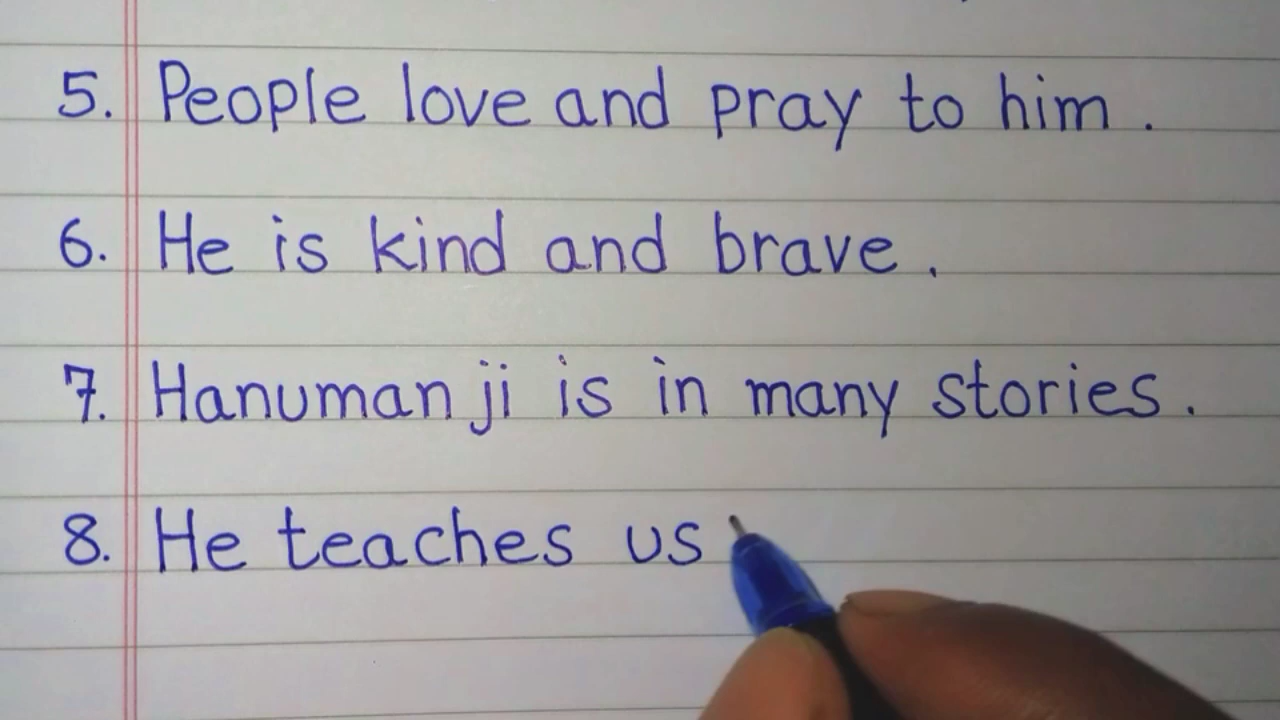 5. People love and pray to him.
6. He is kind and brave.
7. Hanuman ji is in many stories.
8. He teaches us